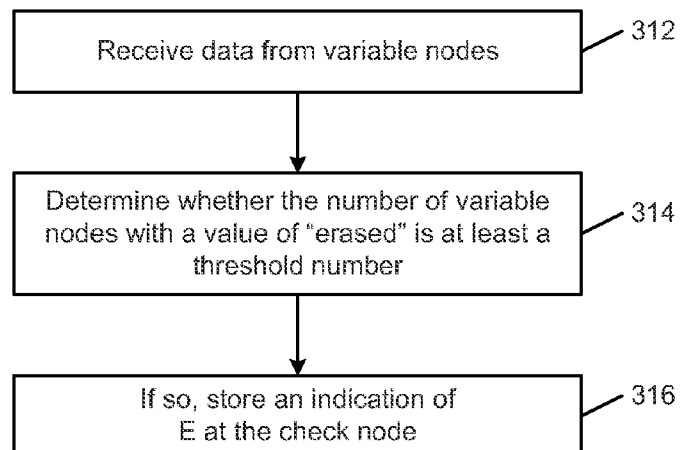 Receive data from variable nodes
312
Determine whether the number of variable
nodes with a value of "erased" is at least a
threshold number
314
If so, store an indication of
E at the check node
316